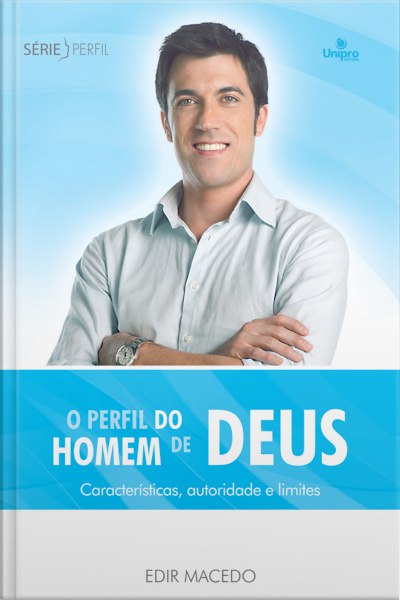 SÉRIE PERFIL
Unipro
O PERFIL DO
HOMEM DE DEUS
Características, autoridade e limites
EDIR MACEDO